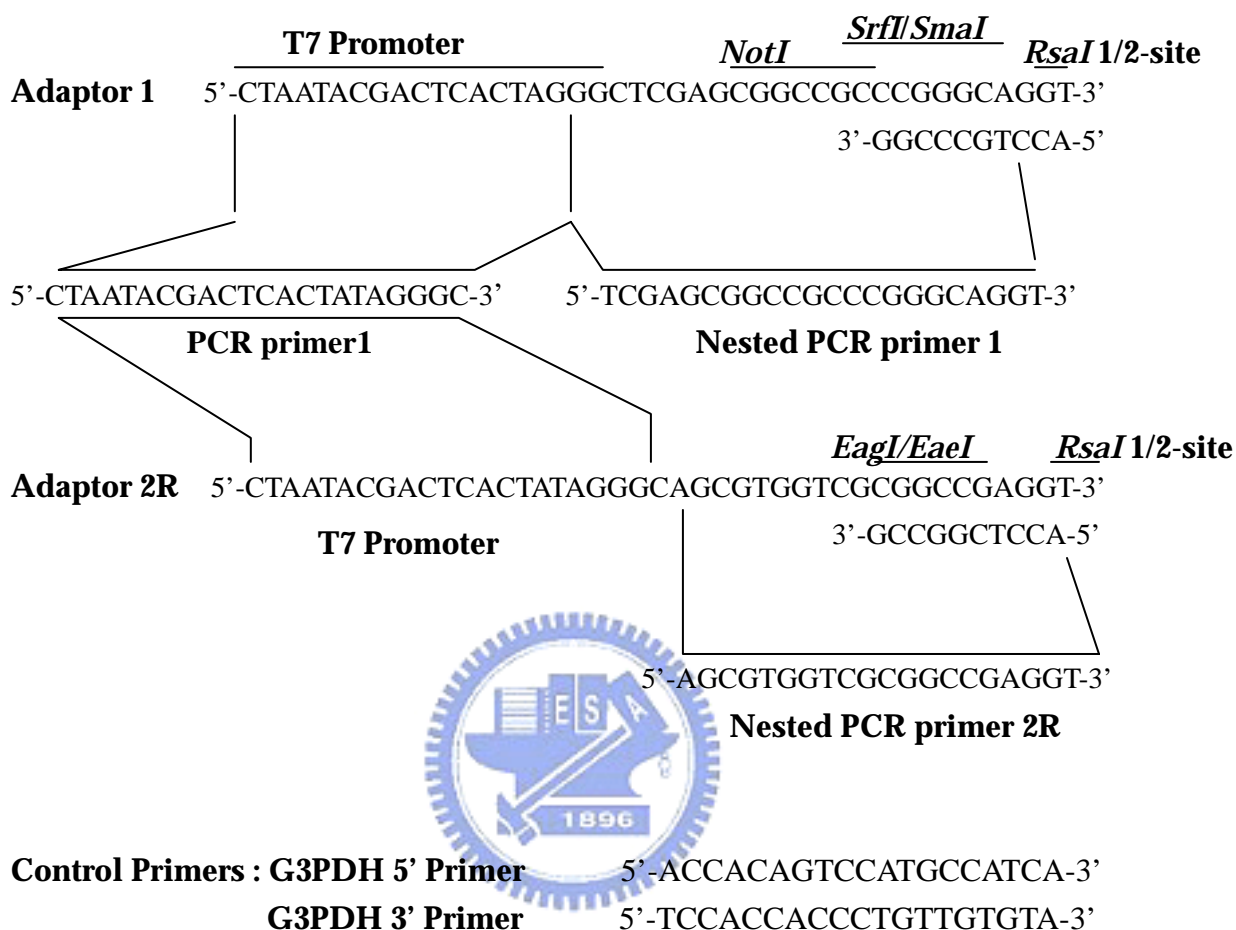 T7 Promoter NotI SrfI/SmaI RsaI 1/2-site
Adaptor 1 5’-CTAATACGACTCACTAGGGCTCGAGCGGCCGCCCGGGCAGGT-3’
3’-GGCCCGTCCA-5’
5’-CTAATACGACTCACTATAGGGC-3’ 5’-TCGAGCGGCCGCCCGGGCAGGT-3’
PCR primer1 Nested PCR primer 1
EagI/EaeI RsaI 1/2-site
Adaptor 2R 5’-CTAATACGACTCACTATAGGGCAGCGTGGTCGCGGCCGAGGT-3’
T7 Promoter 3’-GCCGGCTCCA-5’
5’-AGCGTGGTCGCGGCCGAGGT-3’
Nested PCR primer 2R
E S A
1896
Control Primers : G3PDH 5’ Primer 5’-ACCACAGTCCATGCCATCA-3’
G3PDH 3’ Primer 5’-TCCACCACCCTGTTGTGTA-3’